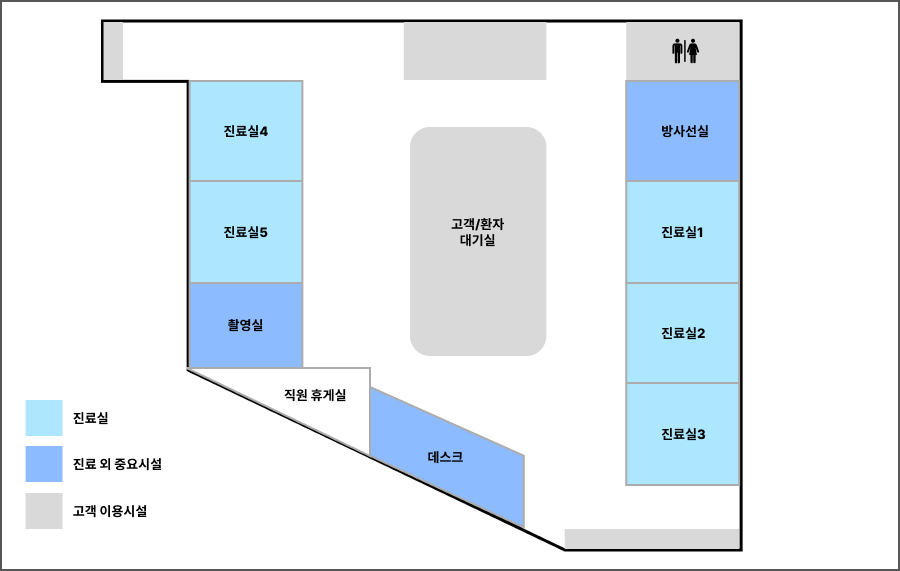 진료실4
방사선실
고객/환자
대기실
진료실5
진료실1
촬영실
진료실2
직원 휴게실
진료실
데스크
진료실3
진료 외 중요시설
고객 이용시설